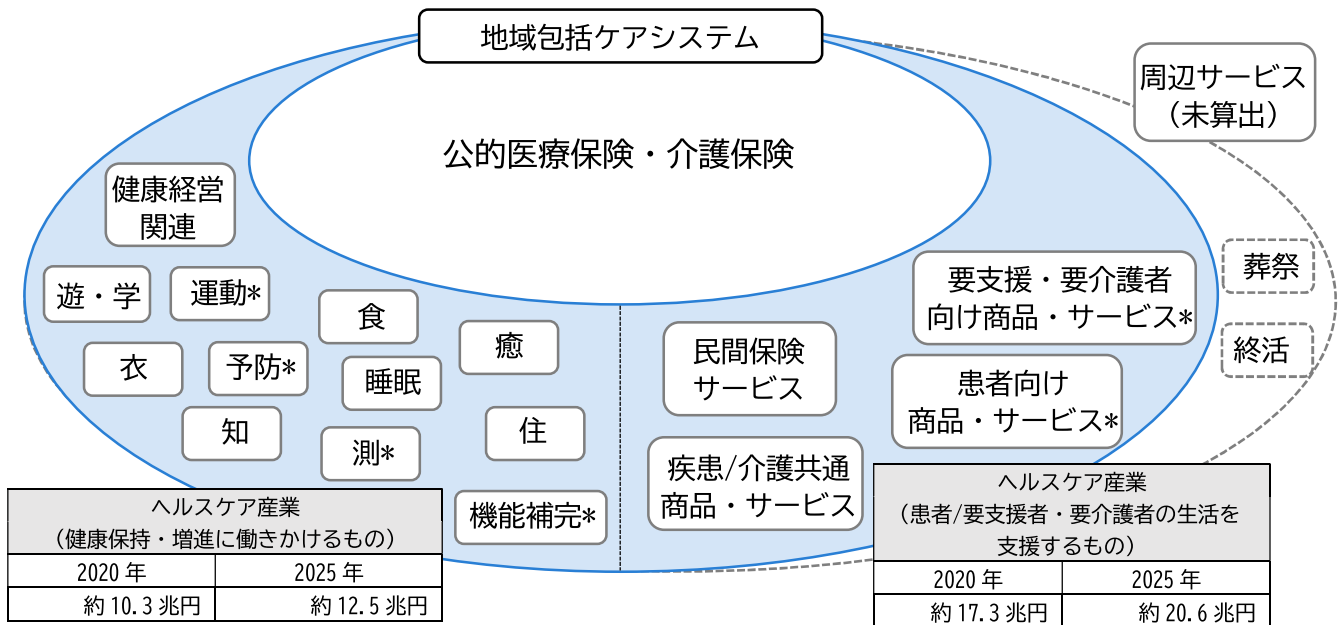 地域包括ケアシステム
周辺サービス
（未算出）
公的医療保険・介護保険
健康経営
関連
遊・学
運動*
食
癒
衣
予防*
睡眠
知
測*
住
機能補完*
民間保険
サービス
要支援・要介護者
向け商品・サービス*
患者向け
商品・サービス*
疾患/介護共通
商品・サービス
葬祭
終活
ヘルスケア産業
（健康保持・増進に働きかけるもの）
2020 年 2025 年
約 10.3 兆円 約 12.5 兆円
ヘルスケア産業
（患者/要支援者・要介護者の生活を
支援するもの）
2020 年 2025 年
約 17.3 兆円 約 20.6 兆円